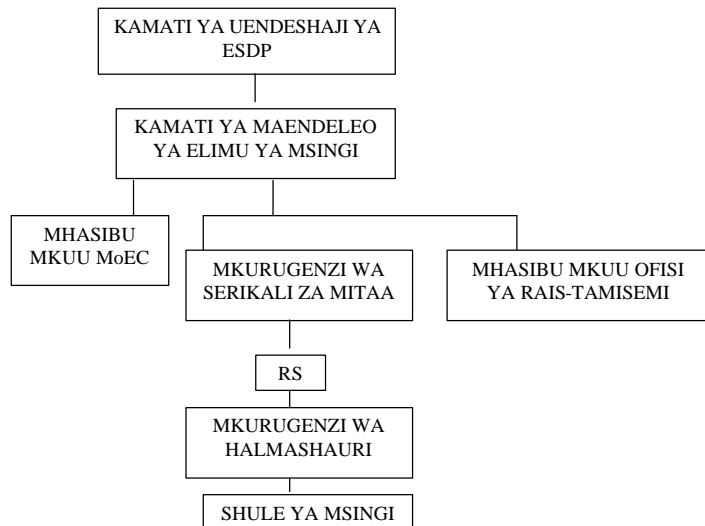 KAMATI YA UENDESHAJI YA
ESDP
KAMATI YA MAENDELEO
YA ELIMU YA MSINGI
MHASIBU
MKUU MoEC
MKURUGENZI WA
SERIKALI ZA MITAA
MHASIBU MKUU OFISI
YA RAIS-TAMISEMI
RS
MKURUGENZI WA
HALMASHAURI
SHULE YA MSINGI